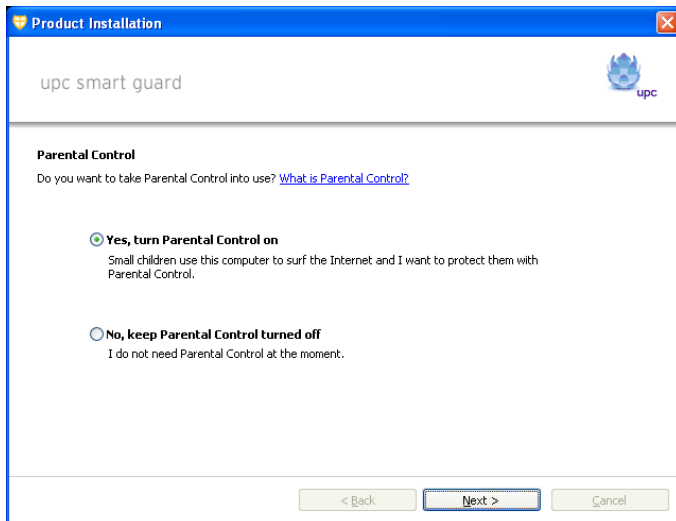 Product Installation
upc smart guard
upc
Parental Control
Do you want to take Parental Control into use? What is Parental Control?
Yes, turn Parental Control on
Small children use this computer to surf the Internet and I want to protect them with
Parental Control.
No, keep Parental Control turned off
I do not need Parental Control at the moment.
< Back Next > Cancel